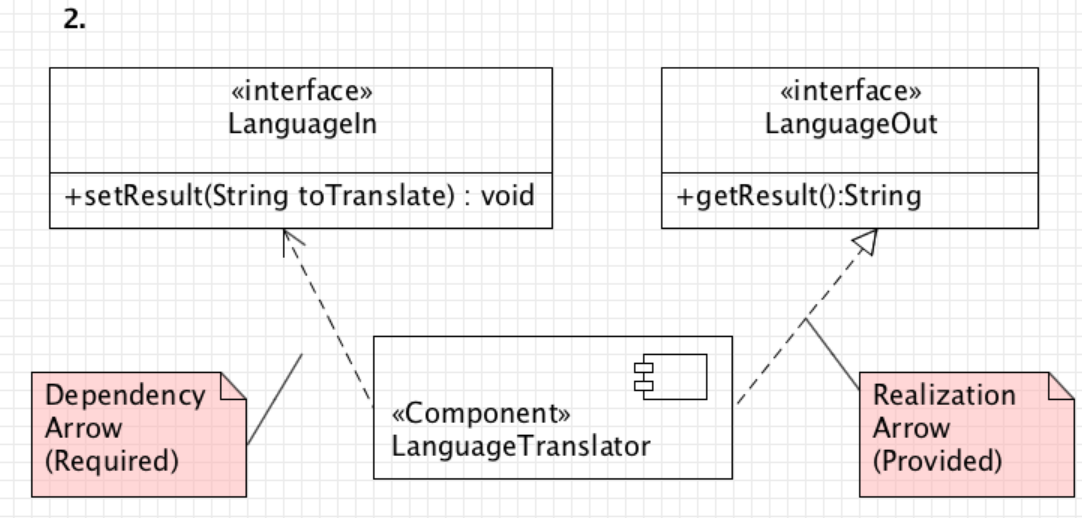 2.
«interface»
LanguageIn
+setResult(String toTranslate) : void
«interface»
LanguageOut
+getResult():String
«Component»
LanguageTranslator
Dependency
Arrow
(Required)
Realization
Arrow
(Provided)